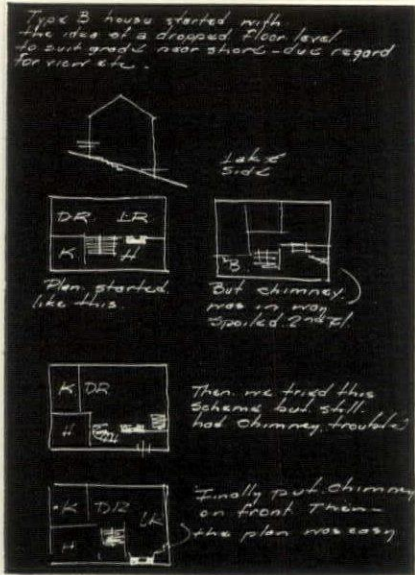 Type B house started with
the idea of a dropped floor level
to suit grade near shore - due regard
for view etc.
Lake
Side
DR. LR
K. H
Plan started
like this.
B.
But chimney
was in way
spoiled 2nd Fl.
K DR
H
Then we tried this
scheme but still
had chimney trouble
K DR LR
H
Finally put chimney
on front Then -
the plan was easy